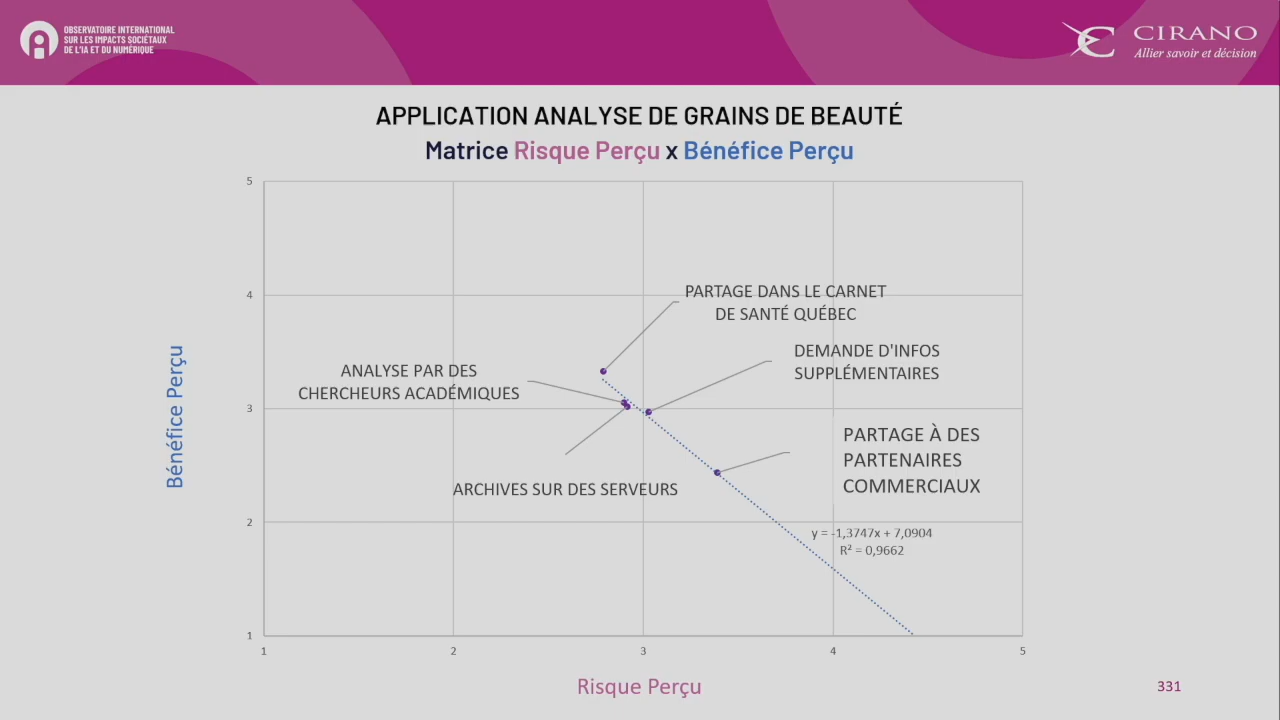 OBSERVATOIRE INTERNATIONAL
SUR LES IMPACTS SOCIÉTAUX
DE L'IA ET DU NUMÉRIQUE
CIRANO
Allier savoir et décision
APPLICATION ANALYSE DE GRAINS DE BEAUTÉ
Matrice Risque Perçu x Bénéfice Perçu
5
4
3
2
1
PARTAGE DANS LE CARNET
DE SANTÉ QUÉBEC
DEMANDE D'INFOS
SUPPLÉMENTAIRES
ANALYSE PAR DES
CHERCHEURS ACADÉMIQUES
PARTAGE À DES
PARTENAIRES
COMMERCIAUX
ARCHIVES SUR DES SERVEURS
y = -1,3747x + 7,0904
R² = 0,9662
Bénéfice Perçu
1 2 3 4 5
Risque Perçu
331